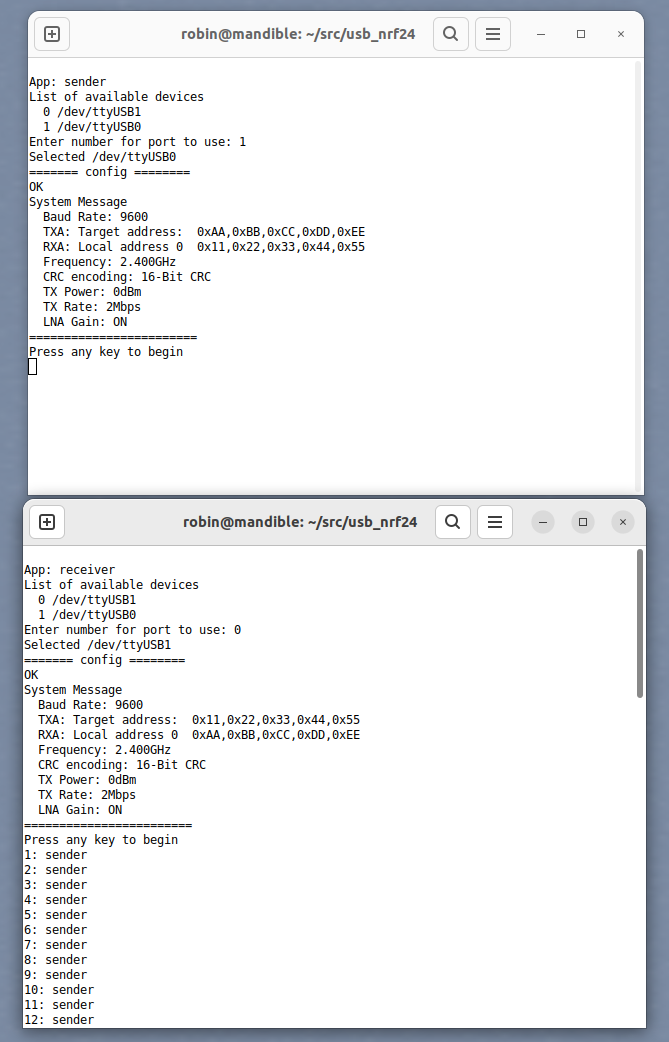 robin@mandible: ~/src/usb_nrf24
App: sender
List of available devices
  0 /dev/ttyUSB1
  1 /dev/ttyUSB0
Enter number for port to use: 1
Selected /dev/ttyUSB0
======= config ========
OK
System Message
  Baud Rate: 9600
  TXA: Target address:  0xAA,0xBB,0xCC,0xDD,0xEE
  RXA: Local address 0  0x11,0x22,0x33,0x44,0x55
  Frequency: 2.400GHz
  CRC encoding: 16-Bit CRC
  TX Power: 0dBm
  TX Rate: 2Mbps
  LNA Gain: ON
========================
Press any key to begin
robin@mandible: ~/src/usb_nrf24
App: receiver
List of available devices
  0 /dev/ttyUSB1
  1 /dev/ttyUSB0
Enter number for port to use: 0
Selected /dev/ttyUSB1
======= config ========
OK
System Message
  Baud Rate: 9600
  TXA: Target address:  0x11,0x22,0x33,0x44,0x55
  RXA: Local address 0  0xAA,0xBB,0xCC,0xDD,0xEE
  Frequency: 2.400GHz
  CRC encoding: 16-Bit CRC
  TX Power: 0dBm
  TX Rate: 2Mbps
  LNA Gain: ON
========================
Press any key to begin
1: sender
2: sender
3: sender
4: sender
5: sender
6: sender
7: sender
8: sender
9: sender
10: sender
11: sender
12: sender